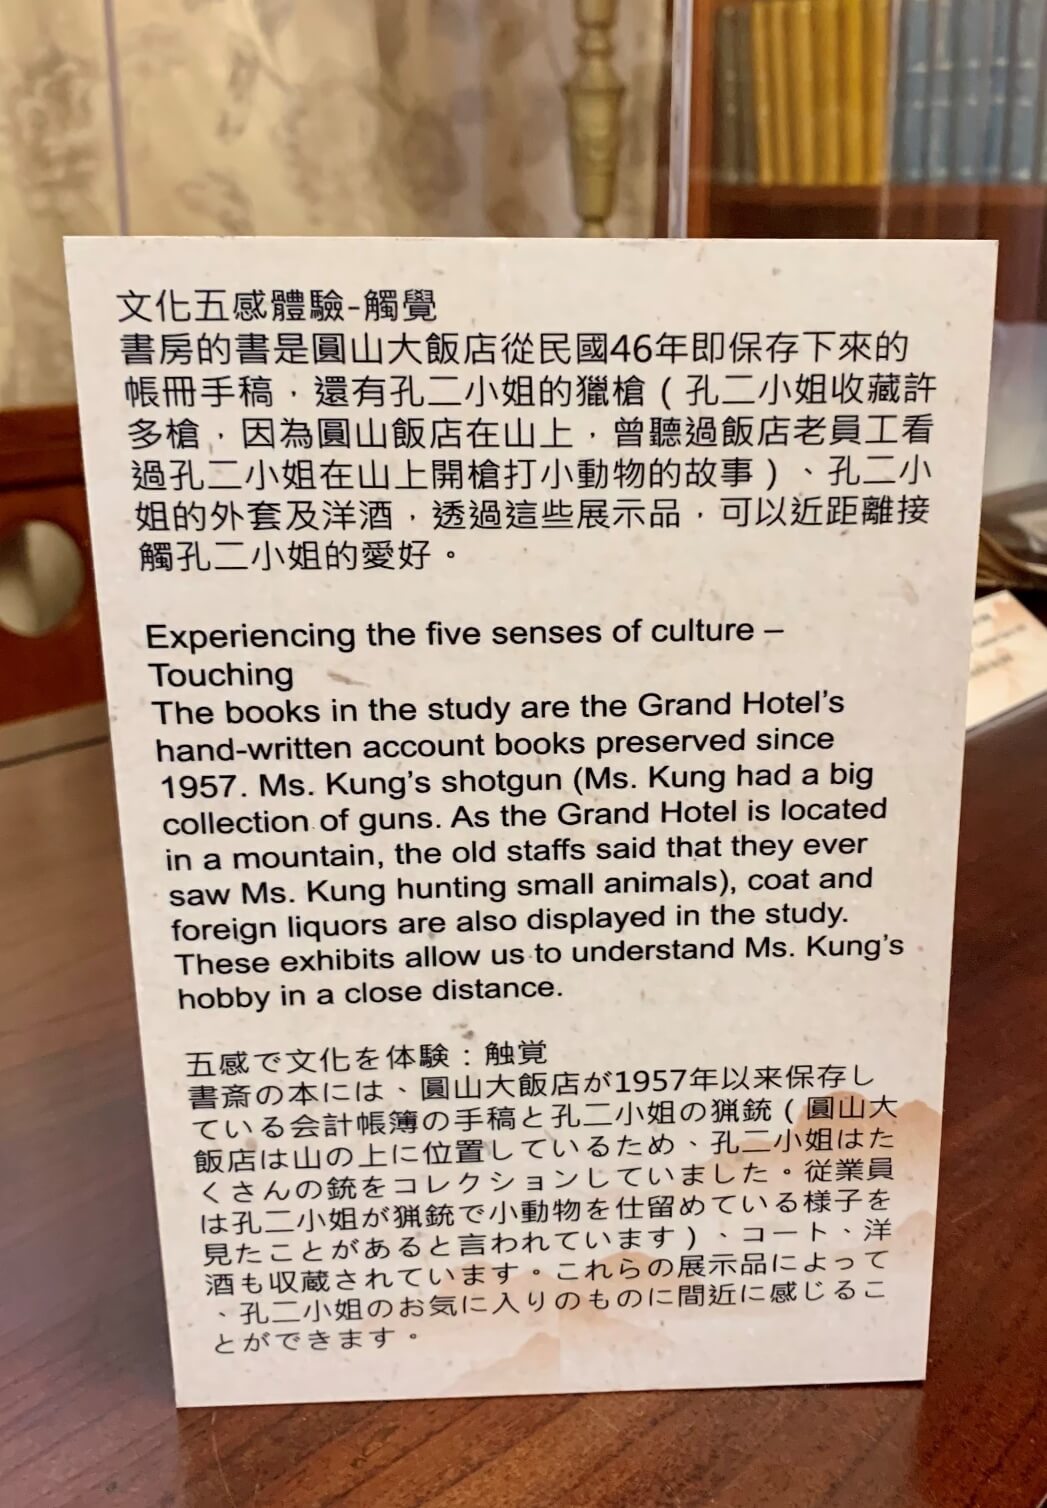 文化五感體驗-觸覺
書房的書是圓山大飯店從民國46年即保存下來的
帳冊手稿，還有孔二小姐的獵槍（孔二小姐收藏許
多槍，因為圓山飯店在山上，曾聽過飯店老員工看
過孔二小姐在山上開槍打小動物的故事）、孔二小
姐的外套及洋酒，透過這些展示品，可以近距離接
觸孔二小姐的愛好。
Experiencing the five senses of culture –
Touching
The books in the study are the Grand Hotel’s
hand-written account books preserved since
1957. Ms. Kung’s shotgun (Ms. Kung had a big
collection of guns. As the Grand Hotel is located
in a mountain, the old staffs said that they ever
saw Ms. Kung hunting small animals), coat and
foreign liquors are also displayed in the study.
These exhibits allow us to understand Ms. Kung’s
hobby in a close distance.
五感で文化を体験：触覚
書斎の本には、圓山大飯店が1957年以来保存し
ている会計帳簿の手稿と孔二小姐の猟銃（圓山大
飯店は山の上に位置しているため、孔二小姐はた
くさんの銃をコレクションしていました。従業員
は孔二小姐が猟銃で小動物を仕留めている様子を
見たことがあると言われています）、コート、洋
酒も収蔵されています。これらの展示品によって
、孔二小姐のお気に入りのものに間近に感じるこ
とができます。